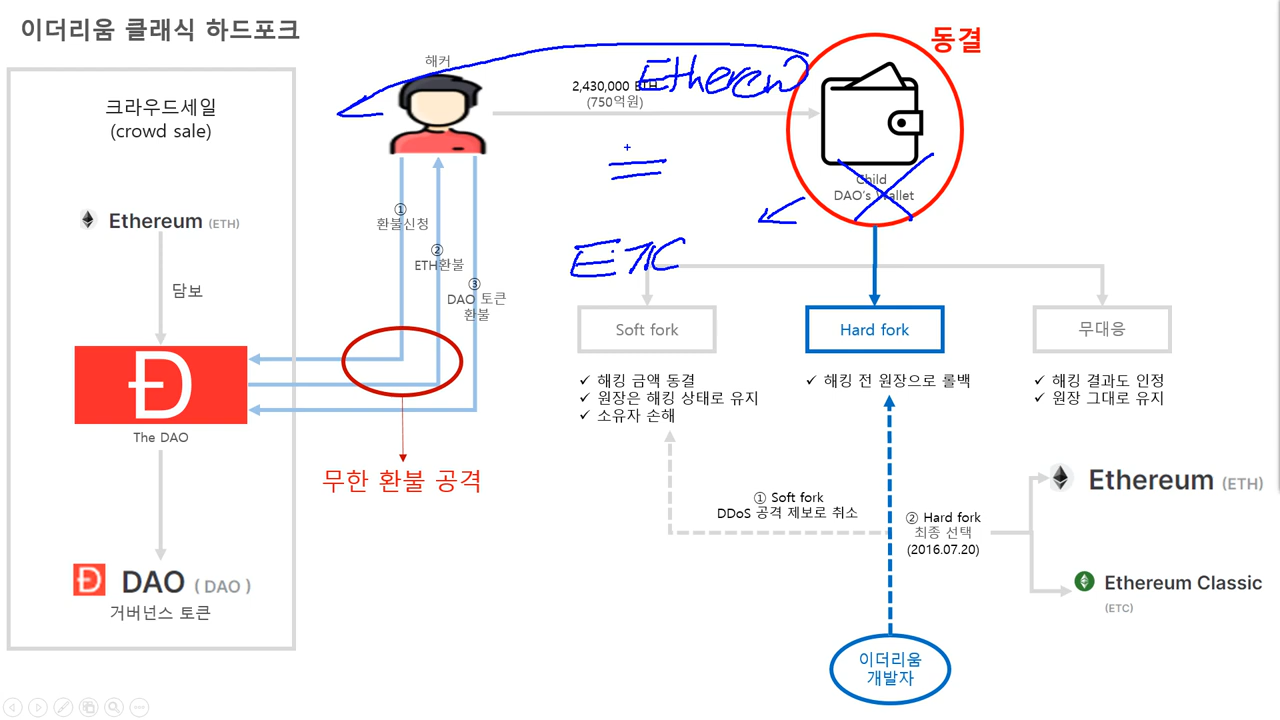 이더리움 클래식 하드포크
크라우드세일
(crowd sale)
Ethereum (ETH)
담보
The DAO
DAO (DAO)
거버넌스 토큰
해커
①
환불신청
②
ETH환불
③
DAO 토큰
환불
무한 환불 공격
2,430,000 ETH
(750억원)
동결
Child
DAO's Wallet
ETC
Soft fork
Hard fork
무대응
✓ 해킹 금액 동결
✓ 원장은 해킹 상태로 유지
✓ 소유자 손해
✓ 해킹 전 원장으로 롤백
✓ 해킹 결과도 인정
✓ 원장 그대로 유지
① Soft fork
DDoS 공격 제보로 취소
② Hard fork
최종 선택
(2016.07.20)
Ethereum (ETH)
Ethereum Classic
(ETC)
이더리움
개발자